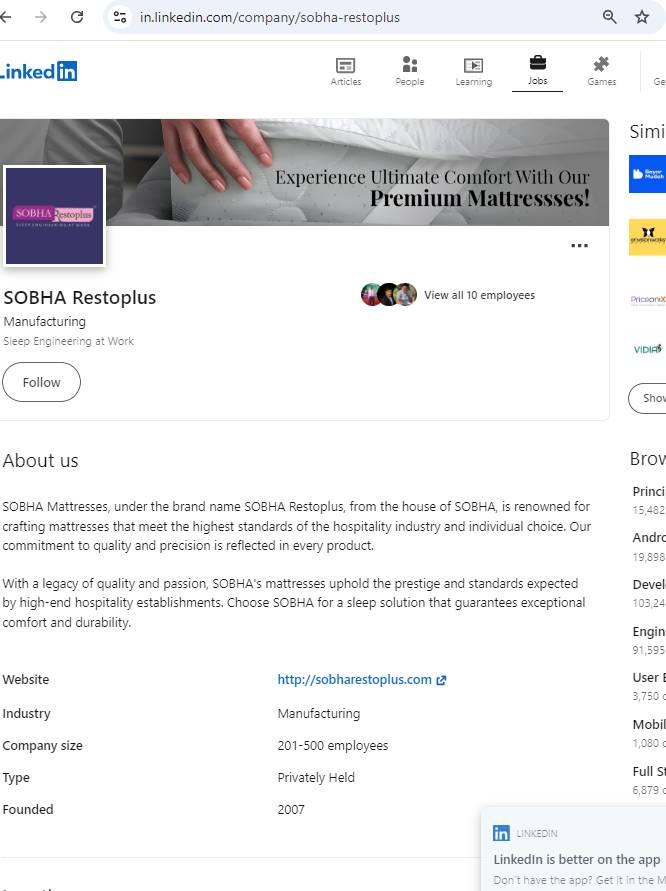 in.linkedin.com/company/sobha-restoplus
Linkedin
Articles
People
Learning
Jobs
Games
Experience Ultimate Comfort With Our
Premium Mattressses!
SOBHA Restoplus
SLEEP ENGINEERING AT WORK
SOBHA Restoplus
View all 10 employees
Manufacturing
Sleep Engineering at Work
Follow
About us
SOBHA Mattresses, under the brand name SOBHA Restoplus, from the house of SOBHA, is renowned for
crafting mattresses that meet the highest standards of the hospitality industry and individual choice. Our
commitment to quality and precision is reflected in every product.
With a legacy of quality and passion, SOBHA's mattresses uphold the prestige and standards expected
by high-end hospitality establishments. Choose SOBHA for a sleep solution that guarantees exceptional
comfort and durability.
Website http://sobharestoplus.com
Industry Manufacturing
Company size 201-500 employees
Type Privately Held
Founded 2007
Simi
Priceoni
VIDIA
Show
Brow
Princi
15,482
Andro
19,898
Devel
103,24
Engin
91,595
User E
3,750
Mobil
1,080
Full St
6,879
LINKEDIN
LinkedIn is better on the app
Don't have the app? Get it in the M